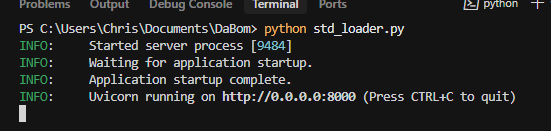 Problems Output Debug Console Terminal Ports python
PS C:\Users\Chris\Documents\DaBom> python std_loader.py
INFO: Started server process [9484]
INFO: Waiting for application startup.
INFO: Application startup complete.
INFO: Uvicorn running on http://0.0.0.0:8000 (Press CTRL+C to quit)